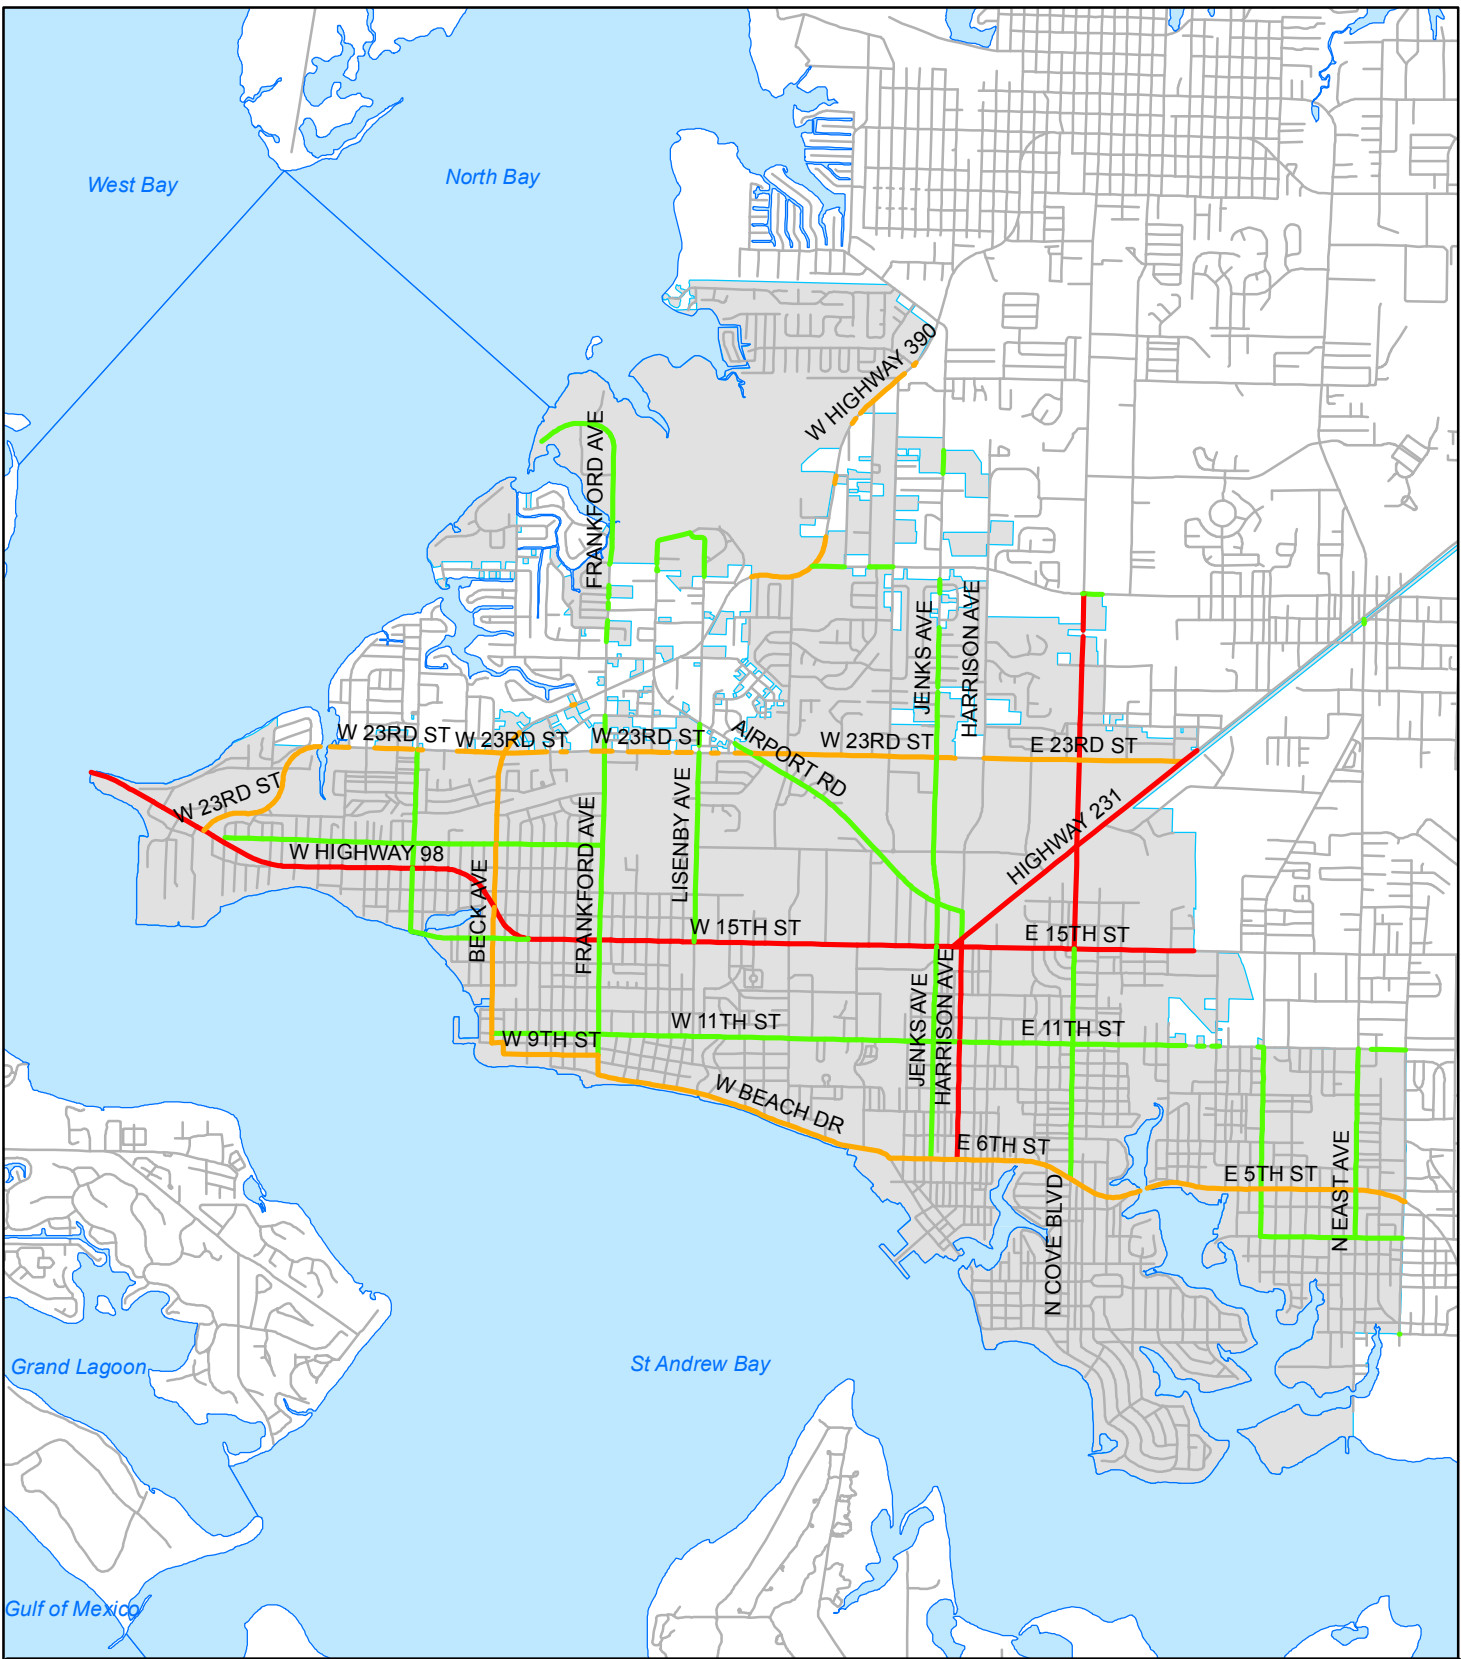 West Bay
North Bay
W HIGHWAY 390
FRANKFORD AVE
JENKS AVE
HARRISON AVE
W 23RD ST
W 23RD ST
W 23RD ST
AIRPORT RD
W 23RD ST
E 23RD ST
W 23RD ST
HIGHWAY 231
LISENBY AVE
W HIGHWAY 98
BECK AVE
FRANKFORD AVE
W 15TH ST
E 15TH ST
JENKS AVE
HARRISON AVE
W 11TH ST
E 11TH ST
W 9TH ST
W BEACH DR
E 6TH ST
E 5TH ST
N EAST AVE
N COVE BLVD
Grand Lagoon
St Andrew Bay
Gulf of Mexico